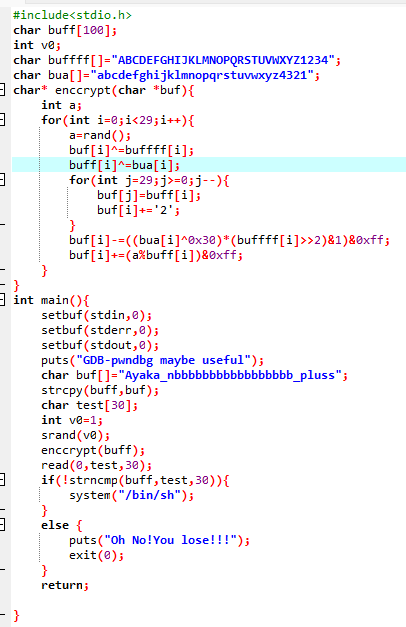 #include<stdio.h>
char buff[100];
int v0;
char buffff[]="ABCDEFGHIJKLMNOPQRSTUVWXYZ1234";
char bua[]="abcdefghijklmnopqrstuvwxyz4321";
char* enccrypt(char *buf){
    int a;
    for(int i=0;i<29;i++){
        a=rand();
        buf[i]^=buffff[i];
        buff[i]^=bua[i];
        for(int j=29;j>=0;j--){
            buf[j]=buff[i];
            buf[i]+='2';
        }
        buf[i]-=((bua[i]^0x30)*(buffff[i]>>2)&1)&0xff;
        buf[i]+=(a%buff[i])&0xff;
    }
}
int main(){
    setbuf(stdin,0);
    setbuf(stderr,0);
    setbuf(stdout,0);
    puts("GDB-pwndbg maybe useful");
    char buf[]="Ayaka_nbbbbbbbbbbbbbbbbb_pluss";
    strcpy(buff,buf);
    char test[30];
    int v0=1;
    srand(v0);
    enccrypt(buff);
    read(0,test,30);
    if(!strncmp(buff,test,30)){
        system("/bin/sh");
    }
    else {
        puts("Oh No!You lose!!!");
        exit(0);
    }
    return;
}